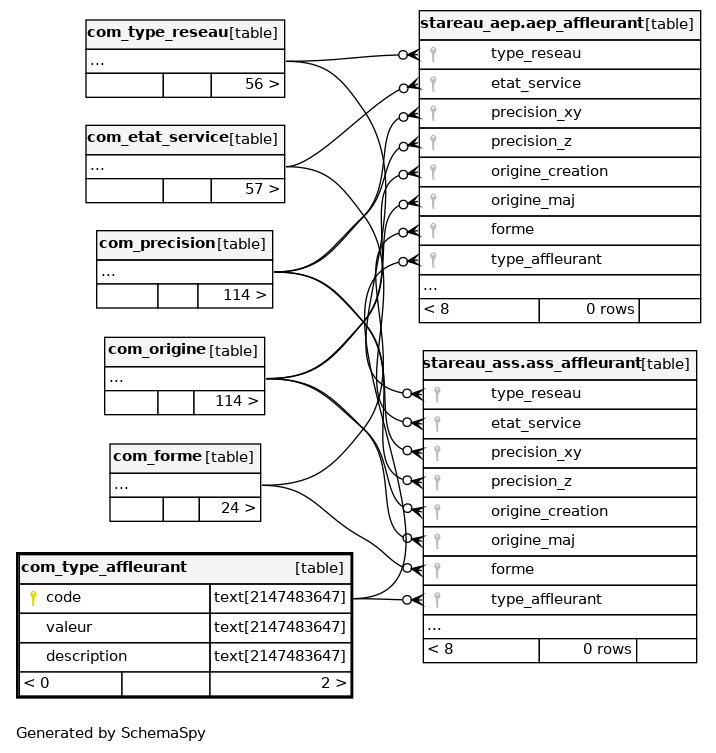 com_type_reseau [table]
...
56 >
com_etat_service [table]
...
57 >
com_precision [table]
...
114 >
com_origine [table]
...
114 >
com_forme [table]
...
24 >
com_type_affleurant [table]
code text[2147483647]
valeur text[2147483647]
description text[2147483647]
< 0 2 >
stareau_aep.aep_affleurant [table]
type_reseau
etat_service
precision_xy
precision_z
origine_creation
origine_maj
forme
type_affleurant
...
< 8 0 rows
stareau_ass.ass_affleurant [table]
type_reseau
etat_service
precision_xy
precision_z
origine_creation
origine_maj
forme
type_affleurant
...
< 8 0 rows
Generated by SchemaSpy